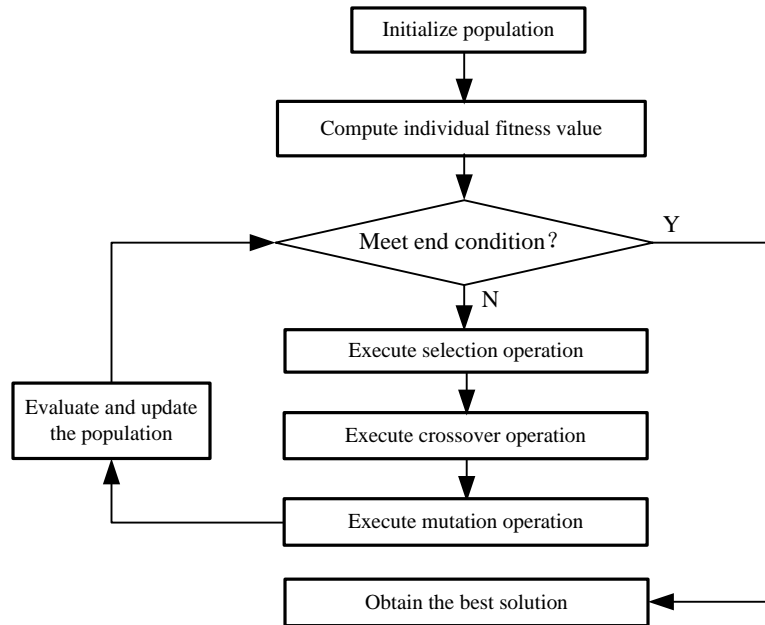 Initialize population
Compute individual fitness value
Meet end condition？
Y
N
Execute selection operation
Evaluate and update
the population
Execute crossover operation
Execute mutation operation
Obtain the best solution